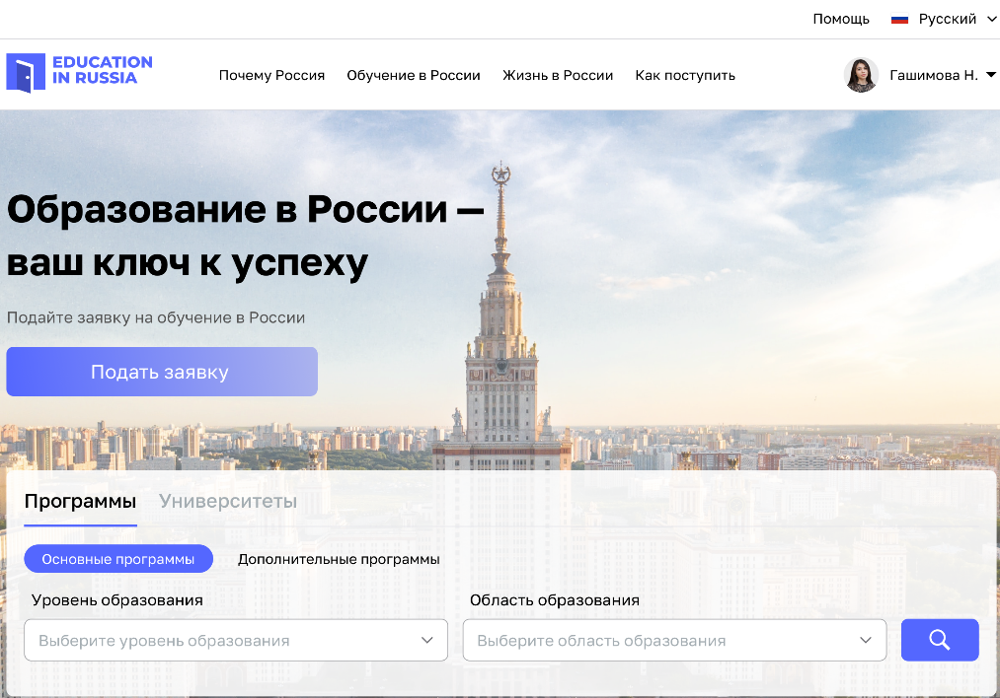 Помощь
Русский
EDUCATION
IN RUSSIA
Почему Россия
Обучение в России
Жизнь в России
Как поступить
Гашимова Н.
Образование в России —
ваш ключ к успеху
Подайте заявку на обучение в России
Подать заявку
Программы
Университеты
Основные программы
Дополнительные программы
Уровень образования
Область образования
Выберите уровень образования
Выберите область образования